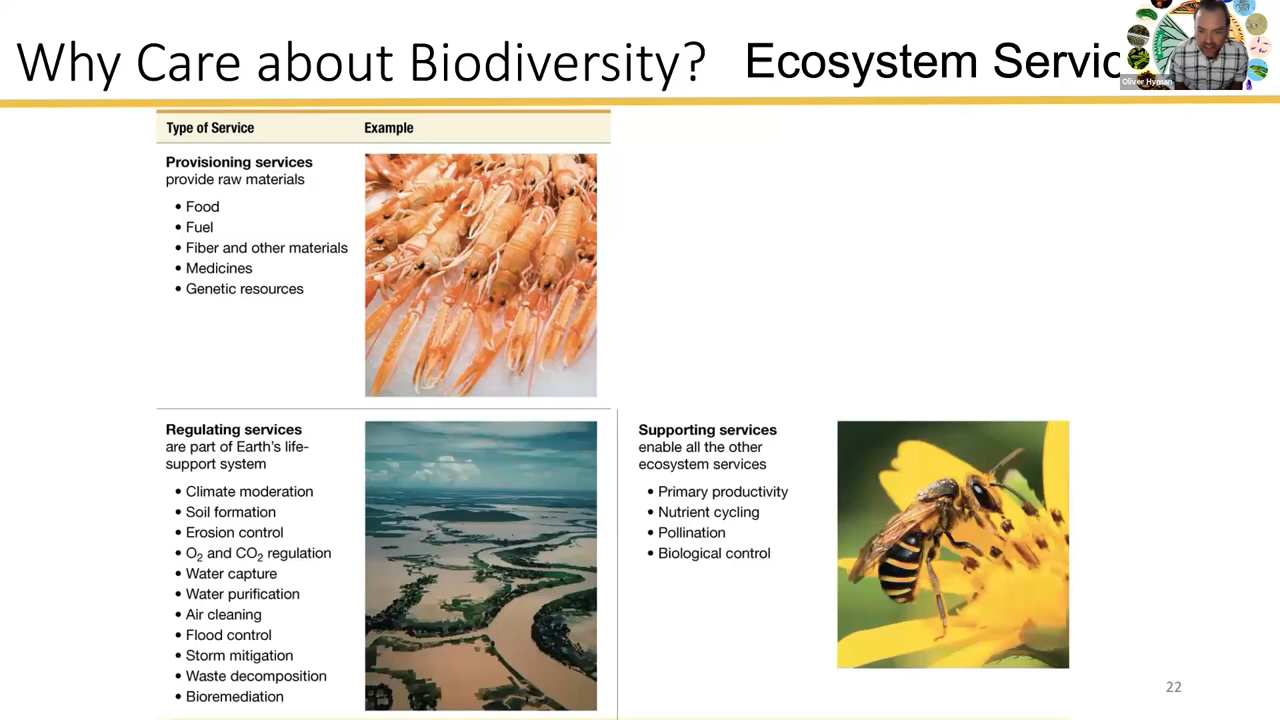 Why Care about Biodiversity? Ecosystem Servic
Oliver Hyman
Type of Service Example
Provisioning services
provide raw materials
• Food
• Fuel
• Fiber and other materials
• Medicines
• Genetic resources
Regulating services
are part of Earth's life-
support system
• Climate moderation
• Soil formation
• Erosion control
• O₂ and CO₂ regulation
• Water capture
• Water purification
• Air cleaning
• Flood control
• Storm mitigation
• Waste decomposition
• Bioremediation
Supporting services
enable all the other
ecosystem services
• Primary productivity
• Nutrient cycling
• Pollination
• Biological control
22